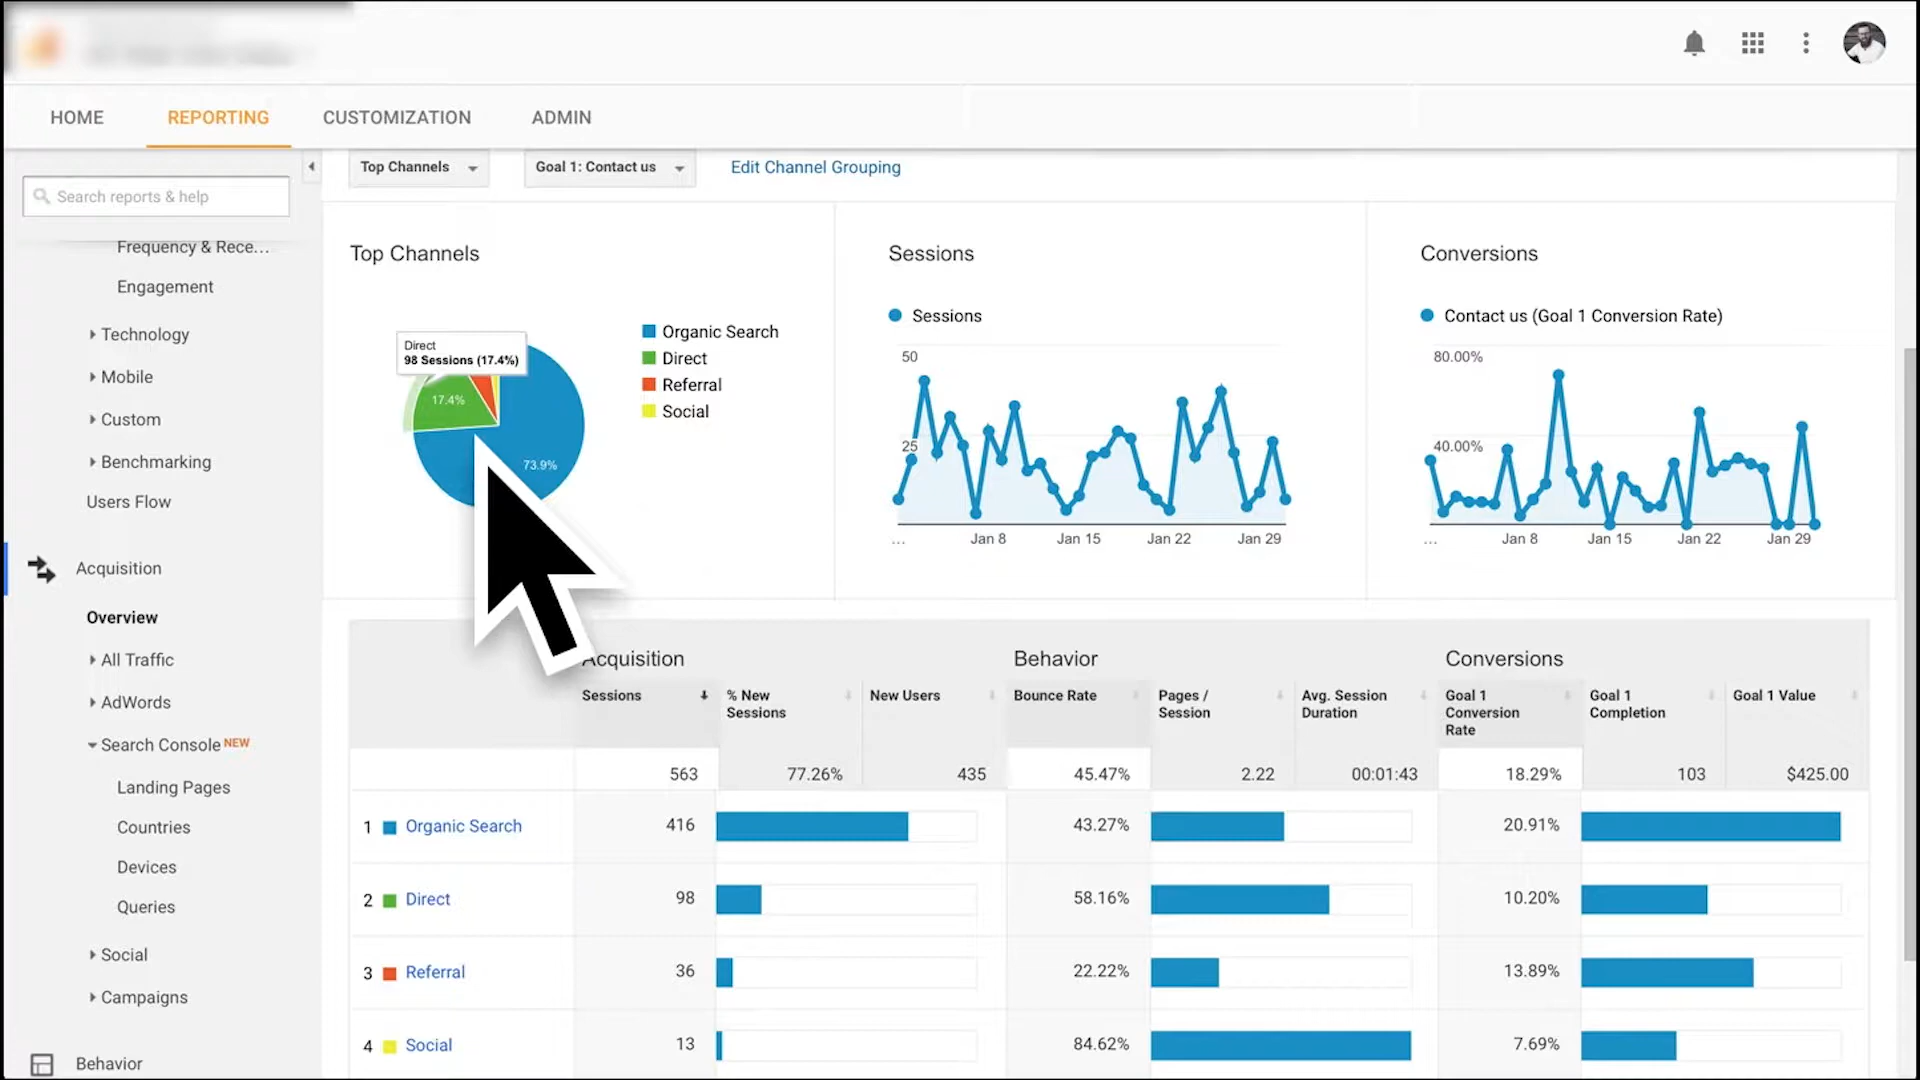 HOME REPORTING CUSTOMIZATION ADMIN
Search reports & help
Top Channels Goal 1: Contact us Edit Channel Grouping
Frequency & Rece...
Engagement
Technology
Mobile
Custom
Benchmarking
Users Flow
Acquisition
Overview
All Traffic
AdWords
Search Console NEW
Landing Pages
Countries
Devices
Queries
Social
Campaigns
Behavior
Top Channels
Direct
98 Sessions (17.4%)
17.4%
73.9%
Organic Search
Direct
Referral
Social
Sessions
Sessions
50
25
... Jan 8 Jan 15 Jan 22 Jan 29
Conversions
Contact us (Goal 1 Conversion Rate)
80.00%
40.00%
... Jan 8 Jan 15 Jan 22 Jan 29
Acquisition Behavior Conversions
Sessions % New Sessions New Users Bounce Rate Pages / Session Avg. Session Duration Goal 1 Conversion Rate Goal 1 Completion Goal 1 Value
563 77.26% 435 45.47% 2.22 00:01:43 18.29% 103 $425.00
1 Organic Search 416 43.27% 20.91%
2 Direct 98 58.16% 10.20%
3 Referral 36 22.22% 13.89%
4 Social 13 84.62% 7.69%